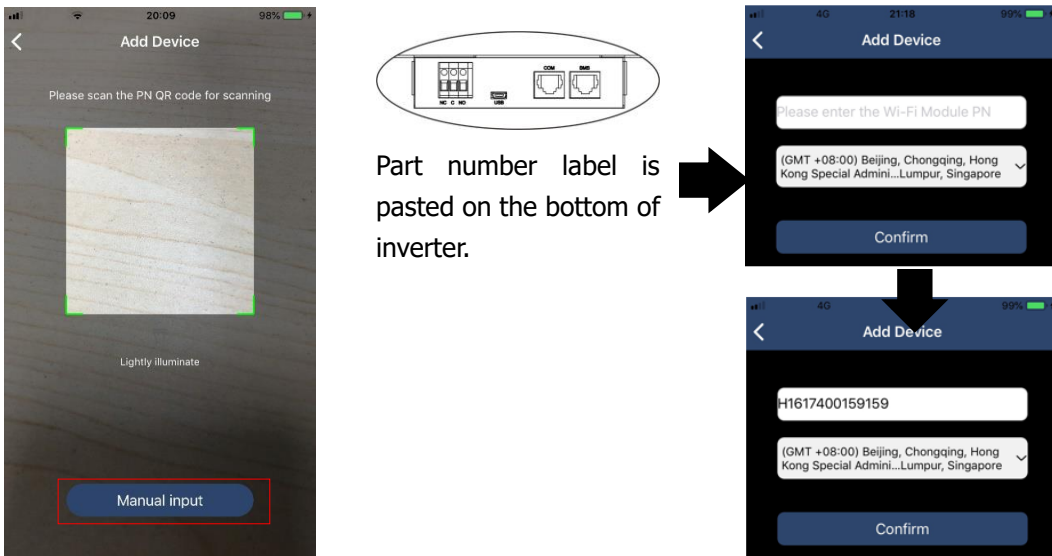 20:09
98%
Add Device
Please scan the PN QR code for scanning
Lightly illuminate
Manual input
NC C NO
USB
COM
BMS
Part number label is
pasted on the bottom of
inverter.
4G
21:18
99%
Add Device
Please enter the Wi-Fi Module PN
(GMT +08:00) Beijing, Chongqing, Hong
Kong Special Admini...Lumpur, Singapore
Confirm
4G
99%
Add Device
H1617400159159
(GMT +08:00) Beijing, Chongqing, Hong
Kong Special Admini...Lumpur, Singapore
Confirm